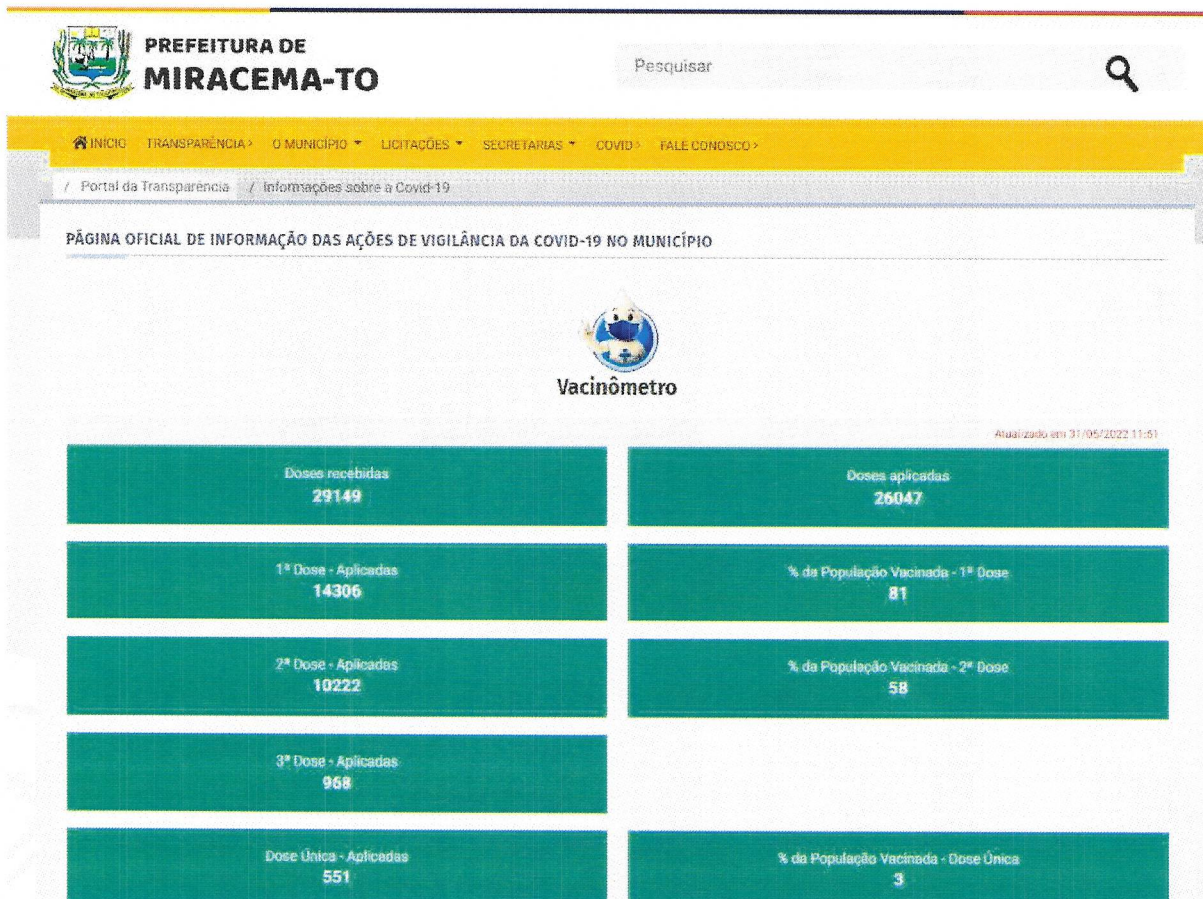 PREFEITURA DE
MIRACEMA-TO
Pesquisar
INÍCIO TRANSPARÊNCIA › O MUNICÍPIO LICITAÇÕES SECRETARIAS COVID › FALE CONOSCO ›
/ Portal da Transparência / Informações sobre a Covid-19
PÁGINA OFICIAL DE INFORMAÇÃO DAS AÇÕES DE VIGILÂNCIA DA COVID-19 NO MUNICÍPIO
Vacinômetro
Atualizado em 31/05/2022 11:51
Doses recebidas
29149
Doses aplicadas
26047
1ª Dose - Aplicadas
14306
% da População Vacinada - 1ª Dose
81
2ª Dose - Aplicadas
10222
% da População Vacinada - 2ª Dose
58
3ª Dose - Aplicadas
968
Dose Única - Aplicadas
551
% da População Vacinada - Dose Única
3